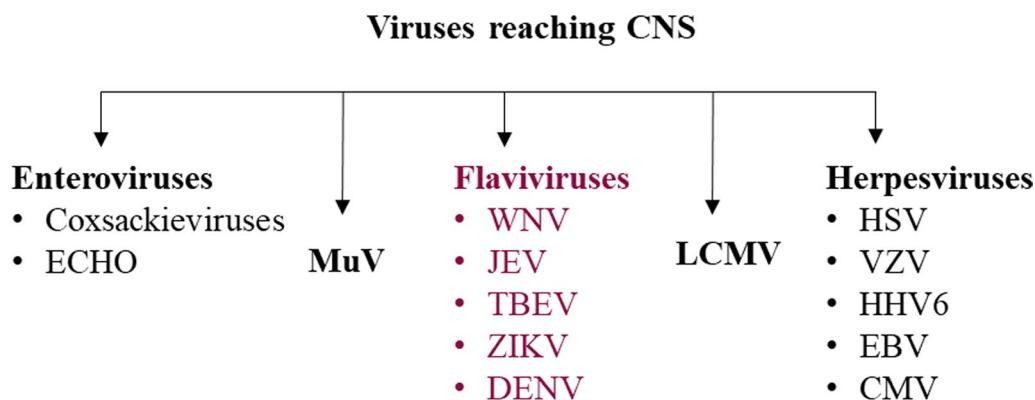 Viruses reaching CNS
Enteroviruses
• Coxsackieviruses
• ECHO
MuV
Flaviviruses
• WNV
• JEV
• TBEV
• ZIKV
• DENV
LCMV
Herpesviruses
• HSV
• VZV
• HHV6
• EBV
• CMV